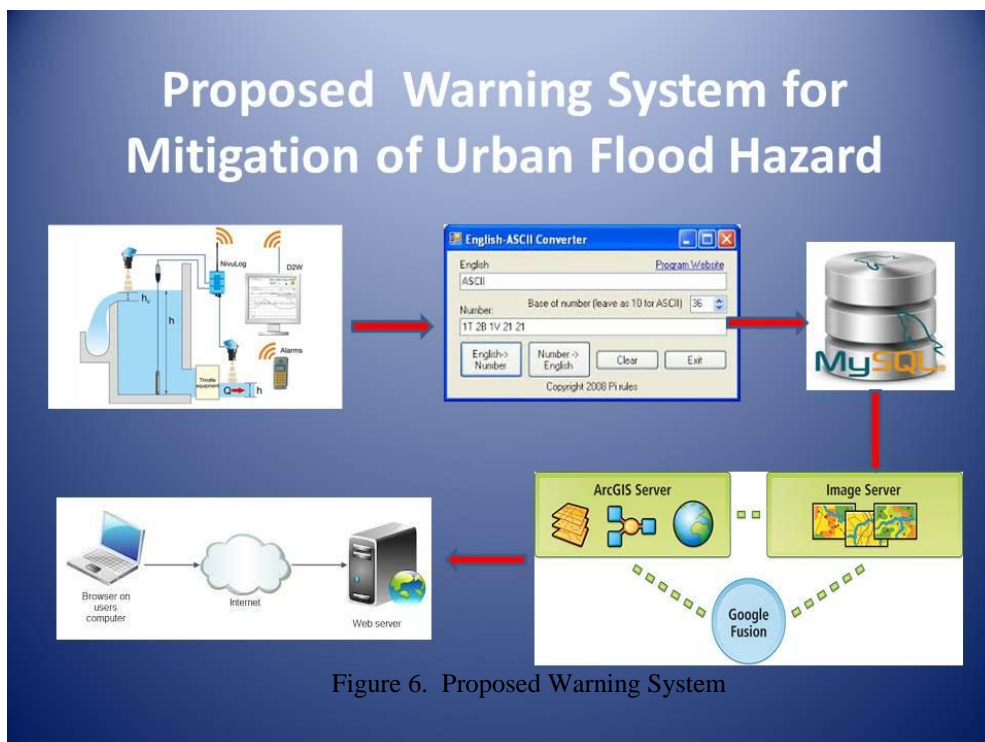 Proposed Warning System for
Mitigation of Urban Flood Hazard
NivuLog
D2W
h
h
Alarms
Throttle
equipment
Q
h
English-ASCII Converter
English
Program Website
ASCII
Base of number (leave as 10 for ASCII)
36
Number:
1T 2B 1V 21 21
English->
Number
Number ->
English
Clear
Exit
Copyright 2008 Pi rules
MySQL
ArcGIS Server
Image Server
Google
Fusion
Browser on
users
computer
Internet
Web server
Figure 6. Proposed Warning System